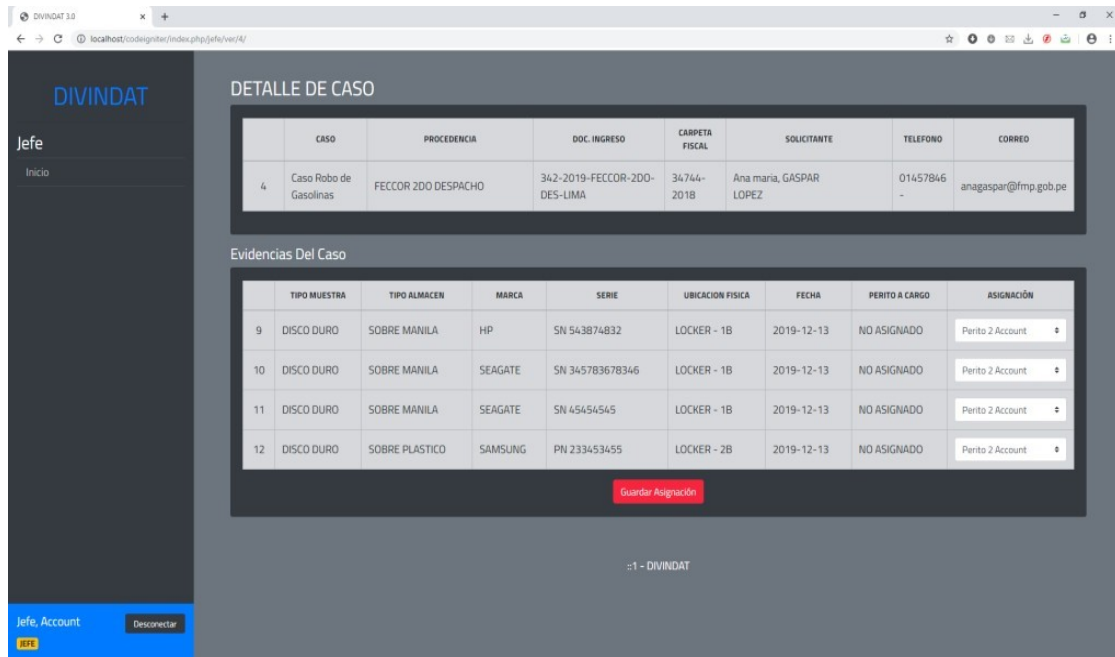 DIVINDAT 3.0
localhost/codeigniter/index.php/jefe/ver/4/
DIVINDAT
Jefe
Inicio
DETALLE DE CASO
CASO PROCEDENCIA DOC. INGRESO CARPETA FISCAL SOLICITANTE TELEFONO CORREO
4 Caso Robo de Gasolinas FECCOR 2DO DESPACHO 342-2019-FECCOR-2DO-DES-LIMA 34744-2018 Ana maria, GASPAR LOPEZ 01457846 - anagaspar@fmp.gob.pe
Evidencias Del Caso
TIPO MUESTRA TIPO ALMACEN MARCA SERIE UBICACION FISICA FECHA PERITO A CARGO ASIGNACIÓN
9 DISCO DURO SOBRE MANILA HP SN 543874832 LOCKER - 1B 2019-12-13 NO ASIGNADO Perito 2 Account
10 DISCO DURO SOBRE MANILA SEAGATE SN 345783678346 LOCKER - 1B 2019-12-13 NO ASIGNADO Perito 2 Account
11 DISCO DURO SOBRE MANILA SEAGATE SN 45454545 LOCKER - 1B 2019-12-13 NO ASIGNADO Perito 2 Account
12 DISCO DURO SOBRE PLASTICO SAMSUNG PN 233453455 LOCKER - 2B 2019-12-13 NO ASIGNADO Perito 2 Account
Guardar Asignación
::1 - DIVINDAT
Jefe, Account
Desconectar
JEFE